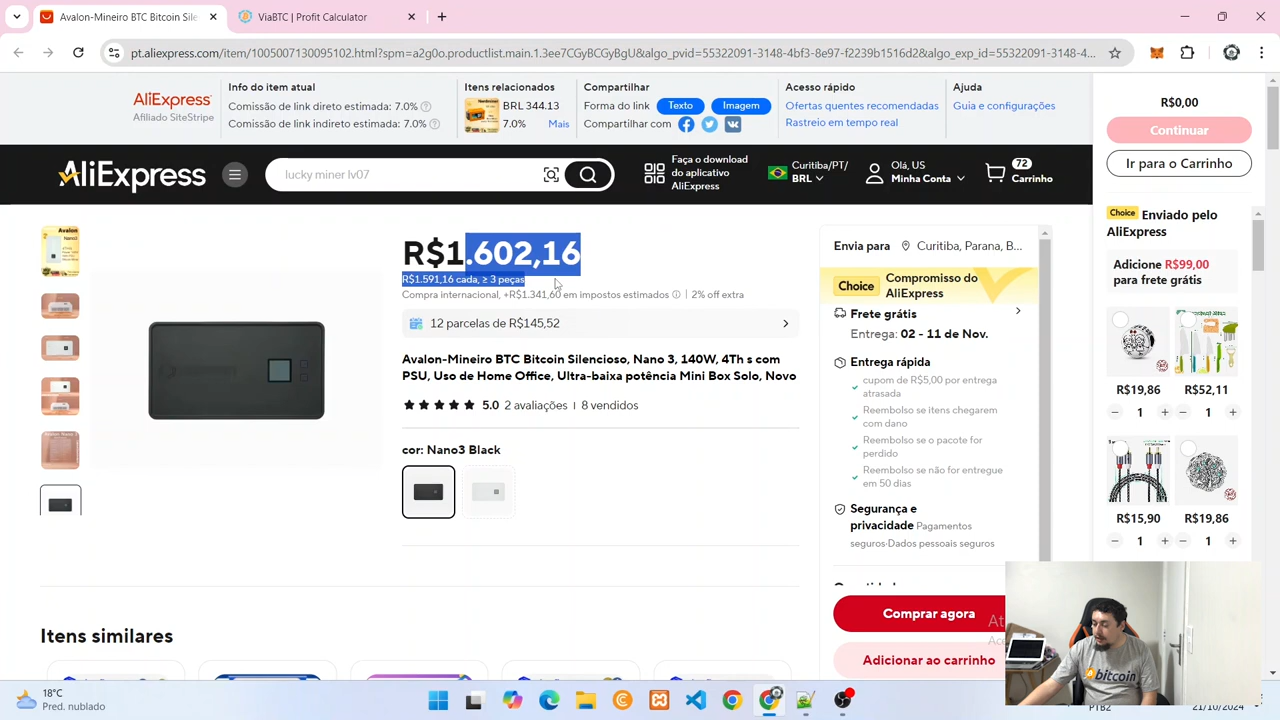 Avalon-Mineiro BTC Bitcoin Sile
ViaBTC | Profit Calculator
pt.aliexpress.com/item/1005007130095102.html?spm=a2g0o.productlist.main.1.3ee7CGyBCGyBgU&algo_pvid=55322091-3148-4bf3-8e97-f2239b1516d2&algo_exp_id=55322091-3148-4...
AliExpress
Afiliado SiteStripe
Info do item atual
Comissão de link direto estimada: 7.0%
Comissão de link indireto estimada: 7.0%
Itens relacionados
BRL 344.13
7.0%
Mais
Compartilhar
Forma do link
Texto
Imagem
Compartilhar com
Acesso rápido
Ofertas quentes recomendadas
Rastreio em tempo real
Ajuda
Guia e configurações
R$0,00
Continuar
Ir para o Carrinho
AliExpress
lucky miner lv07
Faça o download
do aplicativo
AliExpress
Curitiba/PT/
BRL
Olá, US
Minha Conta
72
Carrinho
Choice Enviado pelo
AliExpress
Adicione R$99,00
para frete grátis
R$19,86
R$52,11
1
1
R$15,90
R$19,86
1
1
Avalon
R$1.602,16
R$1.591,16 cada, ≥ 3 peças
Compra internacional, +R$1.341,60 em impostos estimados
2% off extra
12 parcelas de R$145,52
Avalon-Mineiro BTC Bitcoin Silencioso, Nano 3, 140W, 4Th s com
PSU, Uso de Home Office, Ultra-baixa potência Mini Box Solo, Novo
5.0 2 avaliações
8 vendidos
cor: Nano3 Black
Envia para
Curitiba, Parana, B...
Choice
Compromisso do
AliExpress
Frete grátis
Entrega: 02 - 11 de Nov.
Entrega rápida
cupom de R$5,00 por entrega
atrasada
Reembolso se itens chegarem
com dano
Reembolso se o pacote for
perdido
Reembolso se não for entregue
em 50 dias
Segurança e
privacidade Pagamentos
seguros·Dados pessoais seguros
Comprar agora
Adicionar ao carrinho
Itens similares
bitcoin
18°C
Pred. nublado
PTB2
21/10/2024